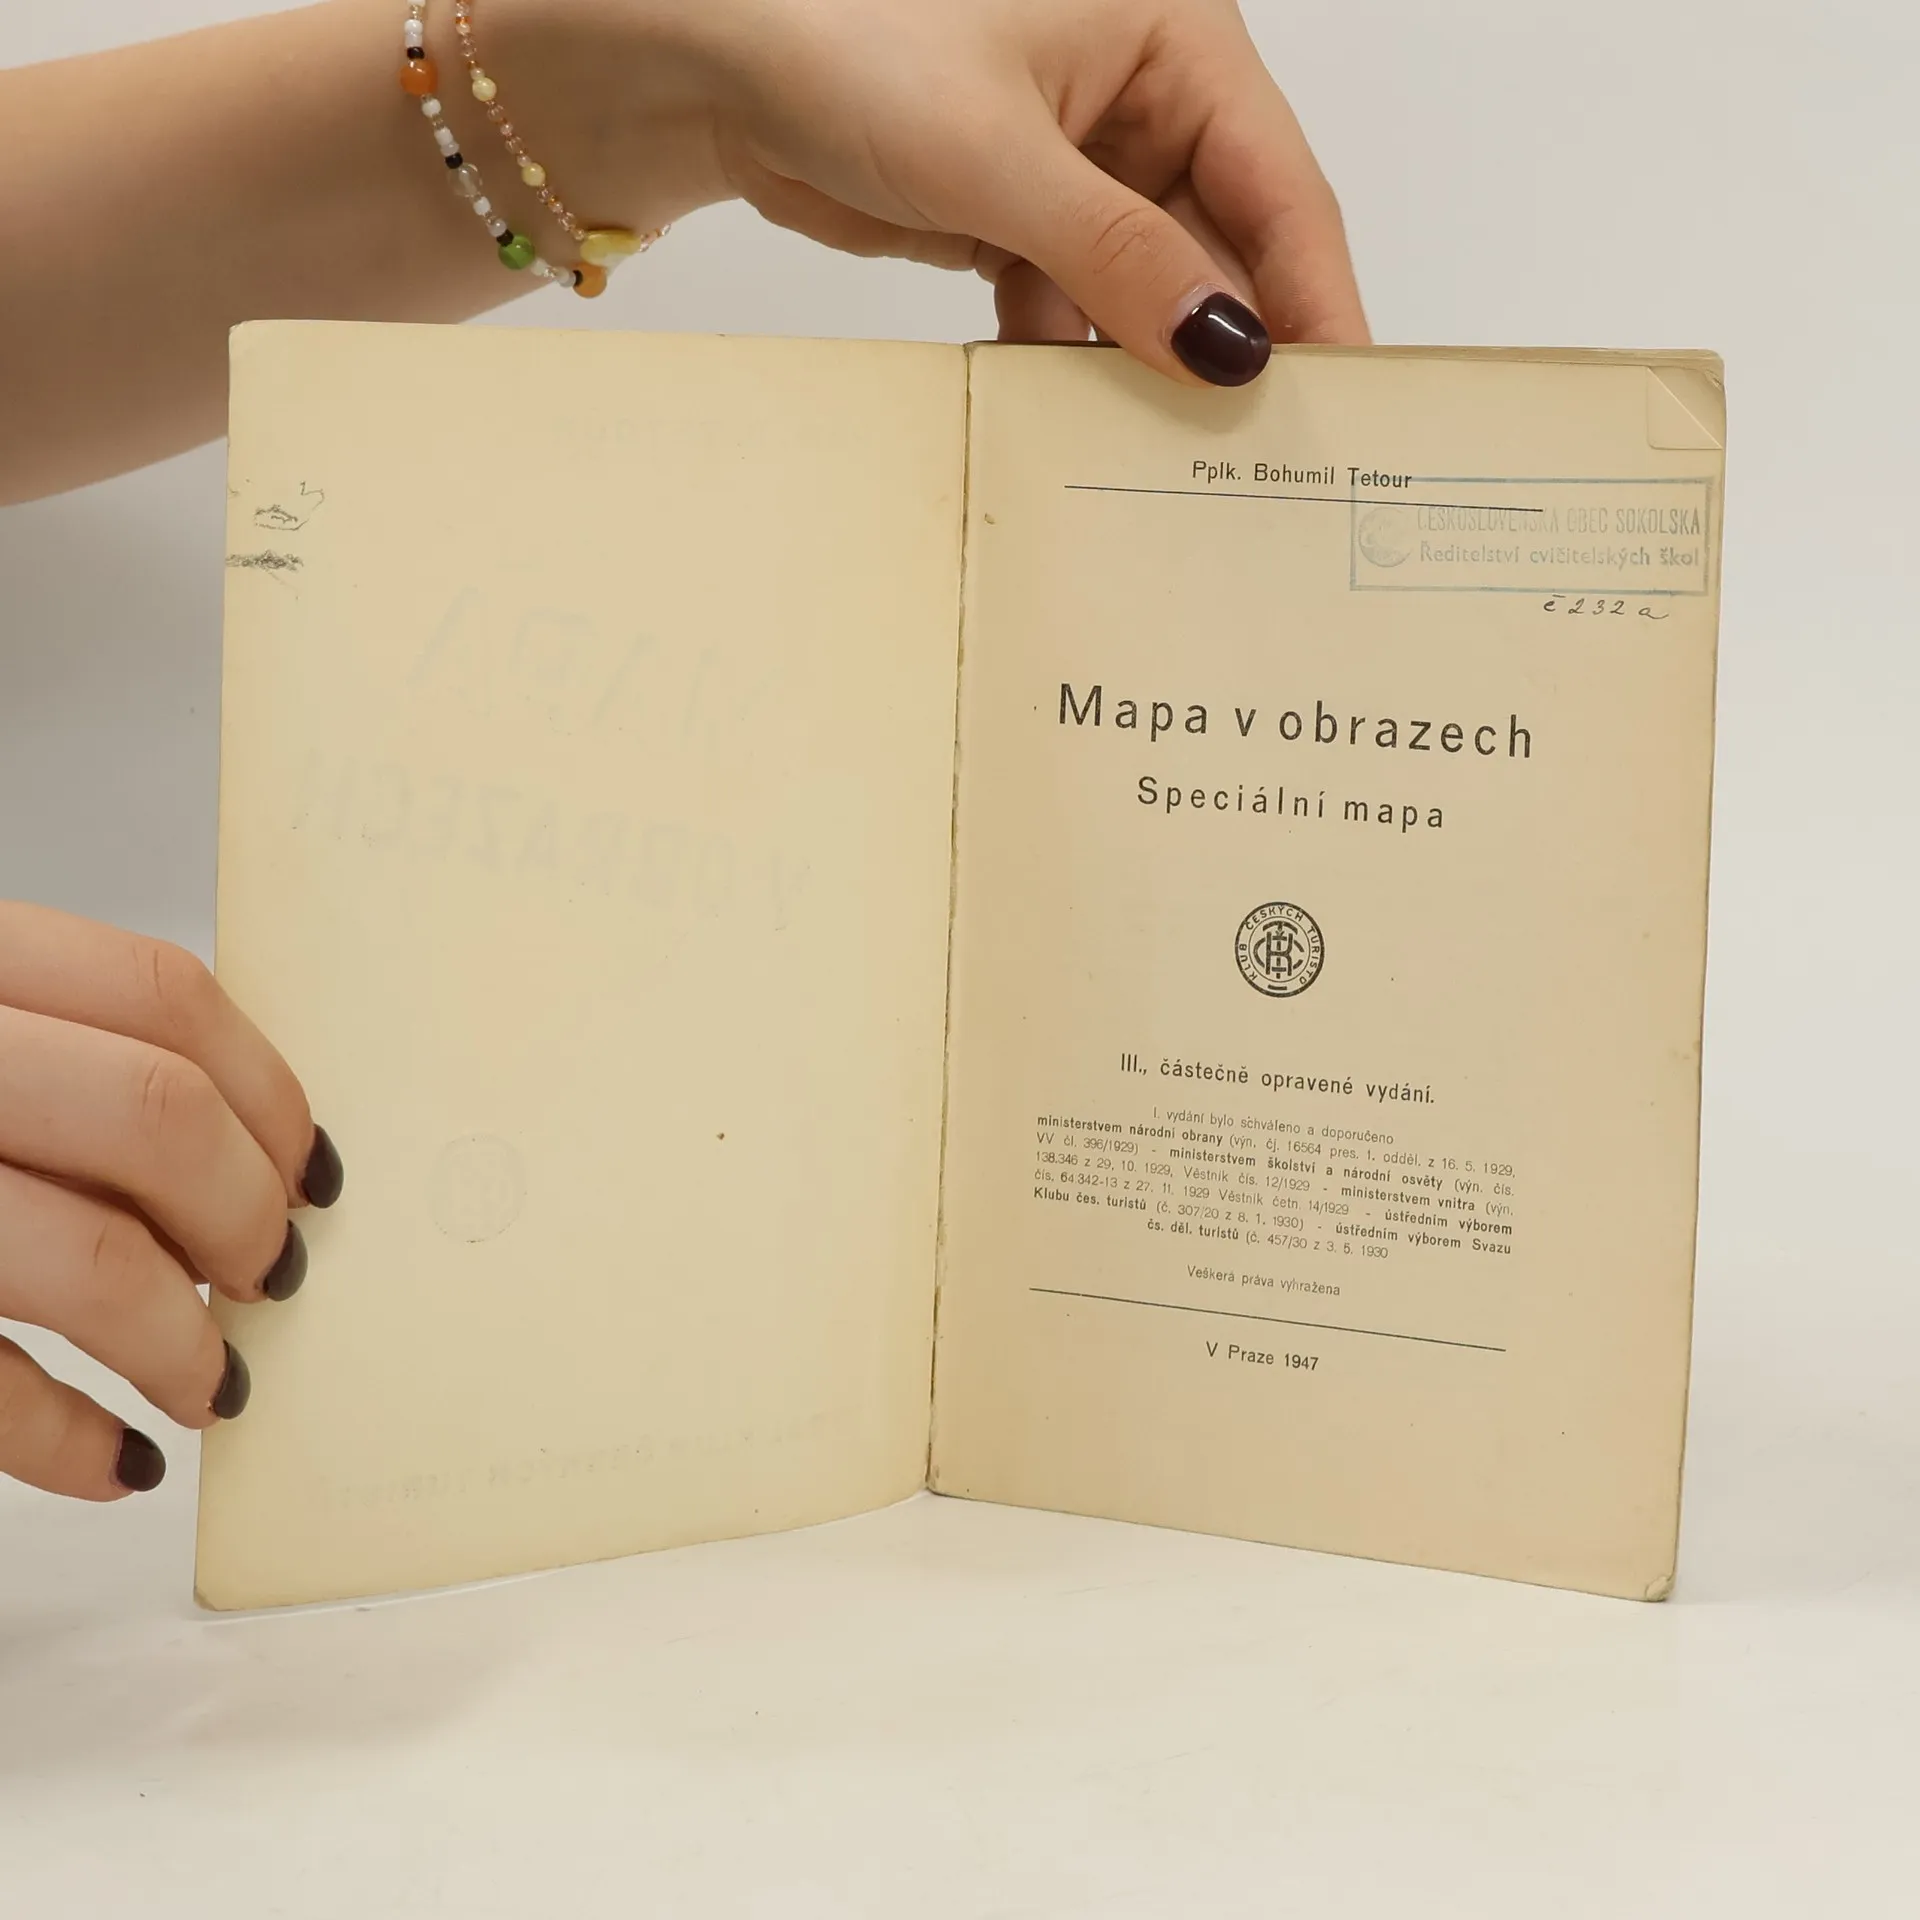 Pplk. Bohumil Tetour
ČESKOSLOVENSKÁ OBEC SOKOLSKÁ
Ředitelství cvičitelských škol
č 232 a
Mapa v obrazech
Speciální mapa
KLUB ČESKÝCH TURISTŮ
III., částečně opravené vydání.
I. vydání bylo schváleno a doporučeno
ministerstvem národní obrany (výn. čj. 16564 pres. 1. odděl. z 16. 5. 1929,
VV čl. 396/1929) - ministerstvem školství a národní osvěty (výn. čís.
138.346 z 29. 10. 1929, Věstník čís. 12/1929 - ministerstvem vnitra (výn.
čís. 64.342-13 z 27. 11. 1929 Věstník četn. 14/1929 - ústředním výborem
Klubu čes. turistů (č. 307/20 z 8. 1. 1930) - ústředním výborem Svazu
čs. děl. turistů (č. 457/30 z 3. 5. 1930
Veškerá práva vyhražena
V Praze 1947